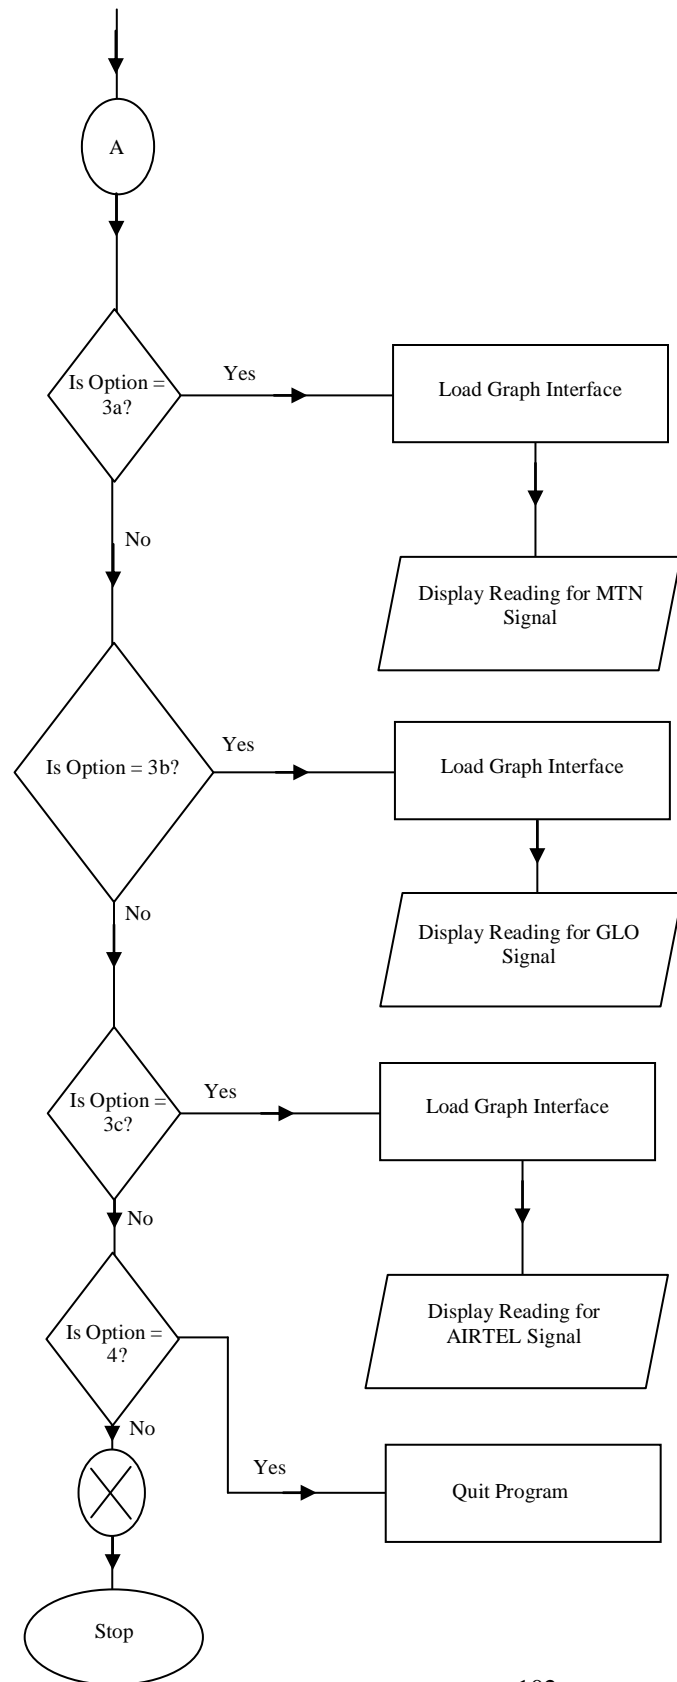 A
Is Option =
3a?
Yes
Load Graph Interface
No
Display Reading for MTN
Signal
Is Option = 3b?
Yes
Load Graph Interface
No
Display Reading for GLO
Signal
Is Option =
3c?
Yes
Load Graph Interface
No
Display Reading for
AIRTEL Signal
Is Option =
4?
No
Yes
Quit Program
Stop